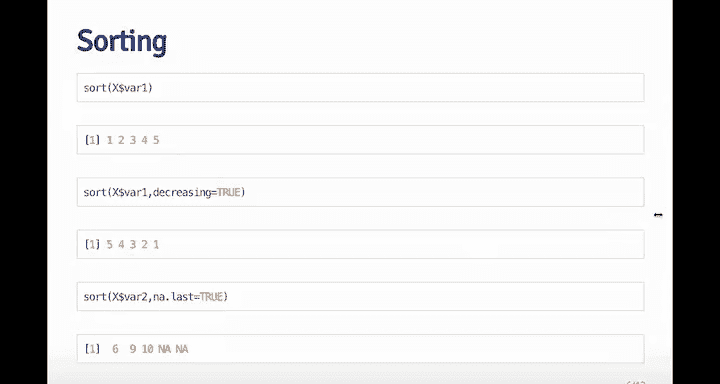 Sorting
sort(X$var1)
[1] 1 2 3 4 5
sort(X$var1,decreasing=TRUE)
[1] 5 4 3 2 1
sort(X$var2,na.last=TRUE)
[1]  6  9 10 NA NA